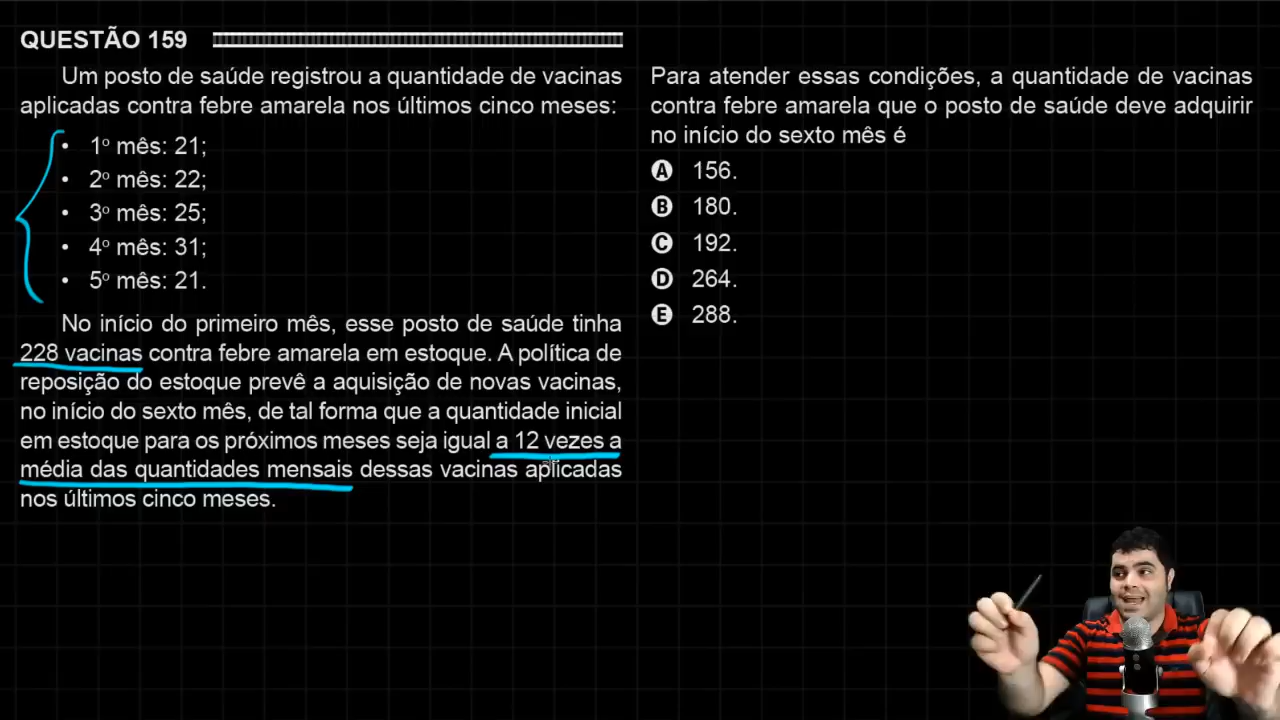 QUESTÃO 159
Um posto de saúde registrou a quantidade de vacinas
aplicadas contra febre amarela nos últimos cinco meses:
• 1º mês: 21;
• 2º mês: 22;
• 3º mês: 25;
• 4º mês: 31;
• 5º mês: 21.
No início do primeiro mês, esse posto de saúde tinha
228 vacinas contra febre amarela em estoque. A política de
reposição do estoque prevê a aquisição de novas vacinas,
no início do sexto mês, de tal forma que a quantidade inicial
em estoque para os próximos meses seja igual a 12 vezes a
média das quantidades mensais dessas vacinas aplicadas
nos últimos cinco meses.
Para atender essas condições, a quantidade de vacinas
contra febre amarela que o posto de saúde deve adquirir
no início do sexto mês é
A 156.
B 180.
C 192.
D 264.
E 288.